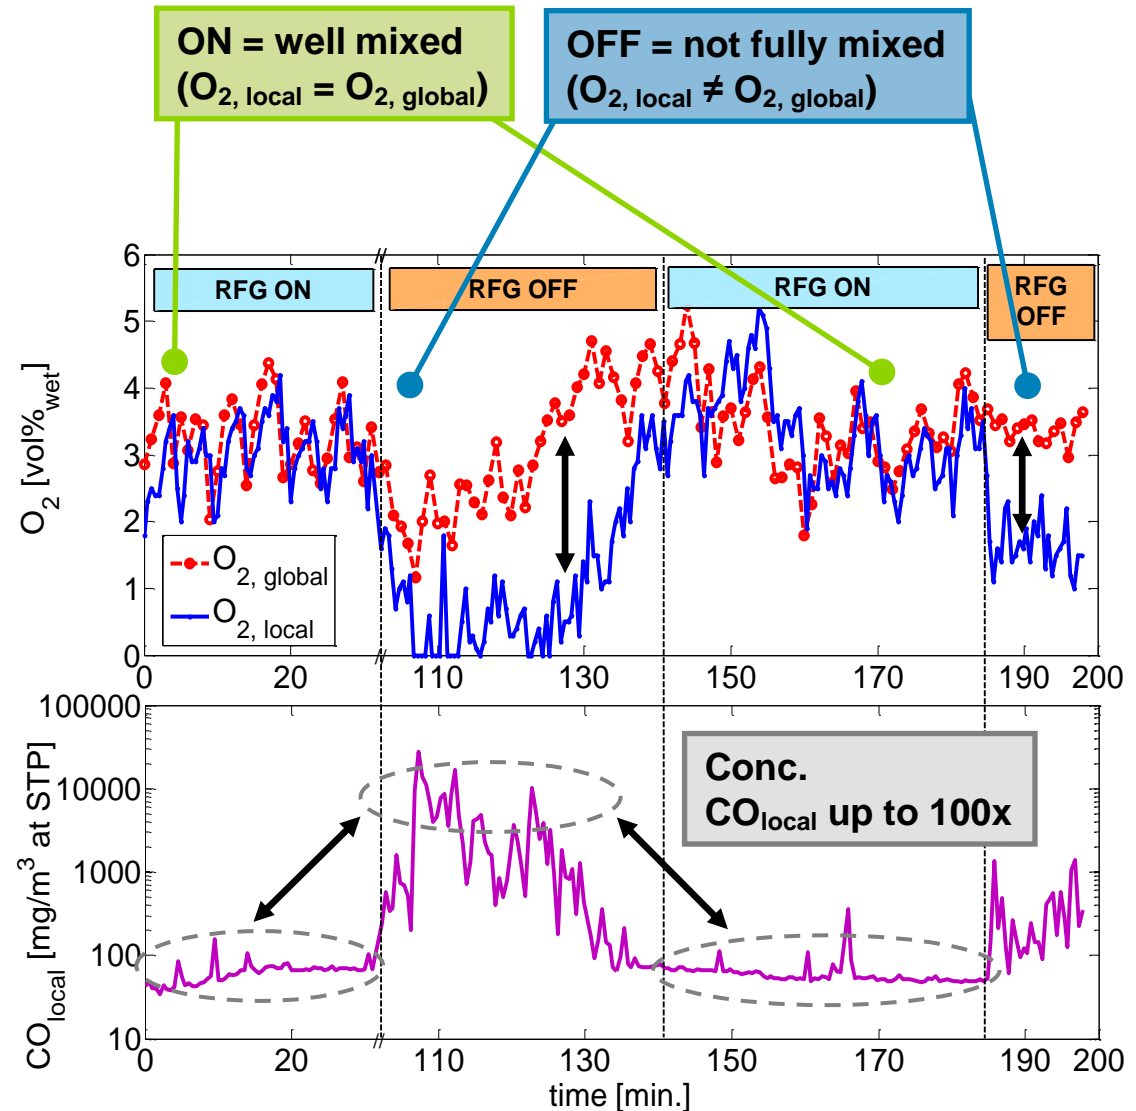 ON = well mixed
(O2, local = O2, global)
OFF = not fully mixed
(O2, local ≠ O2, global)
6
5
4
3
2
1
0
O2 [vol%wet]
RFG ON
RFG OFF
RFG ON
RFG
OFF
O2, global
O2, local
0
20
//
110
130
150
170
190
200
100000
10000
1000
100
10
COlocal [mg/m³ at STP]
Conc.
COlocal up to 100x
0
20
//
110
130
150
170
190
200
time [min.]